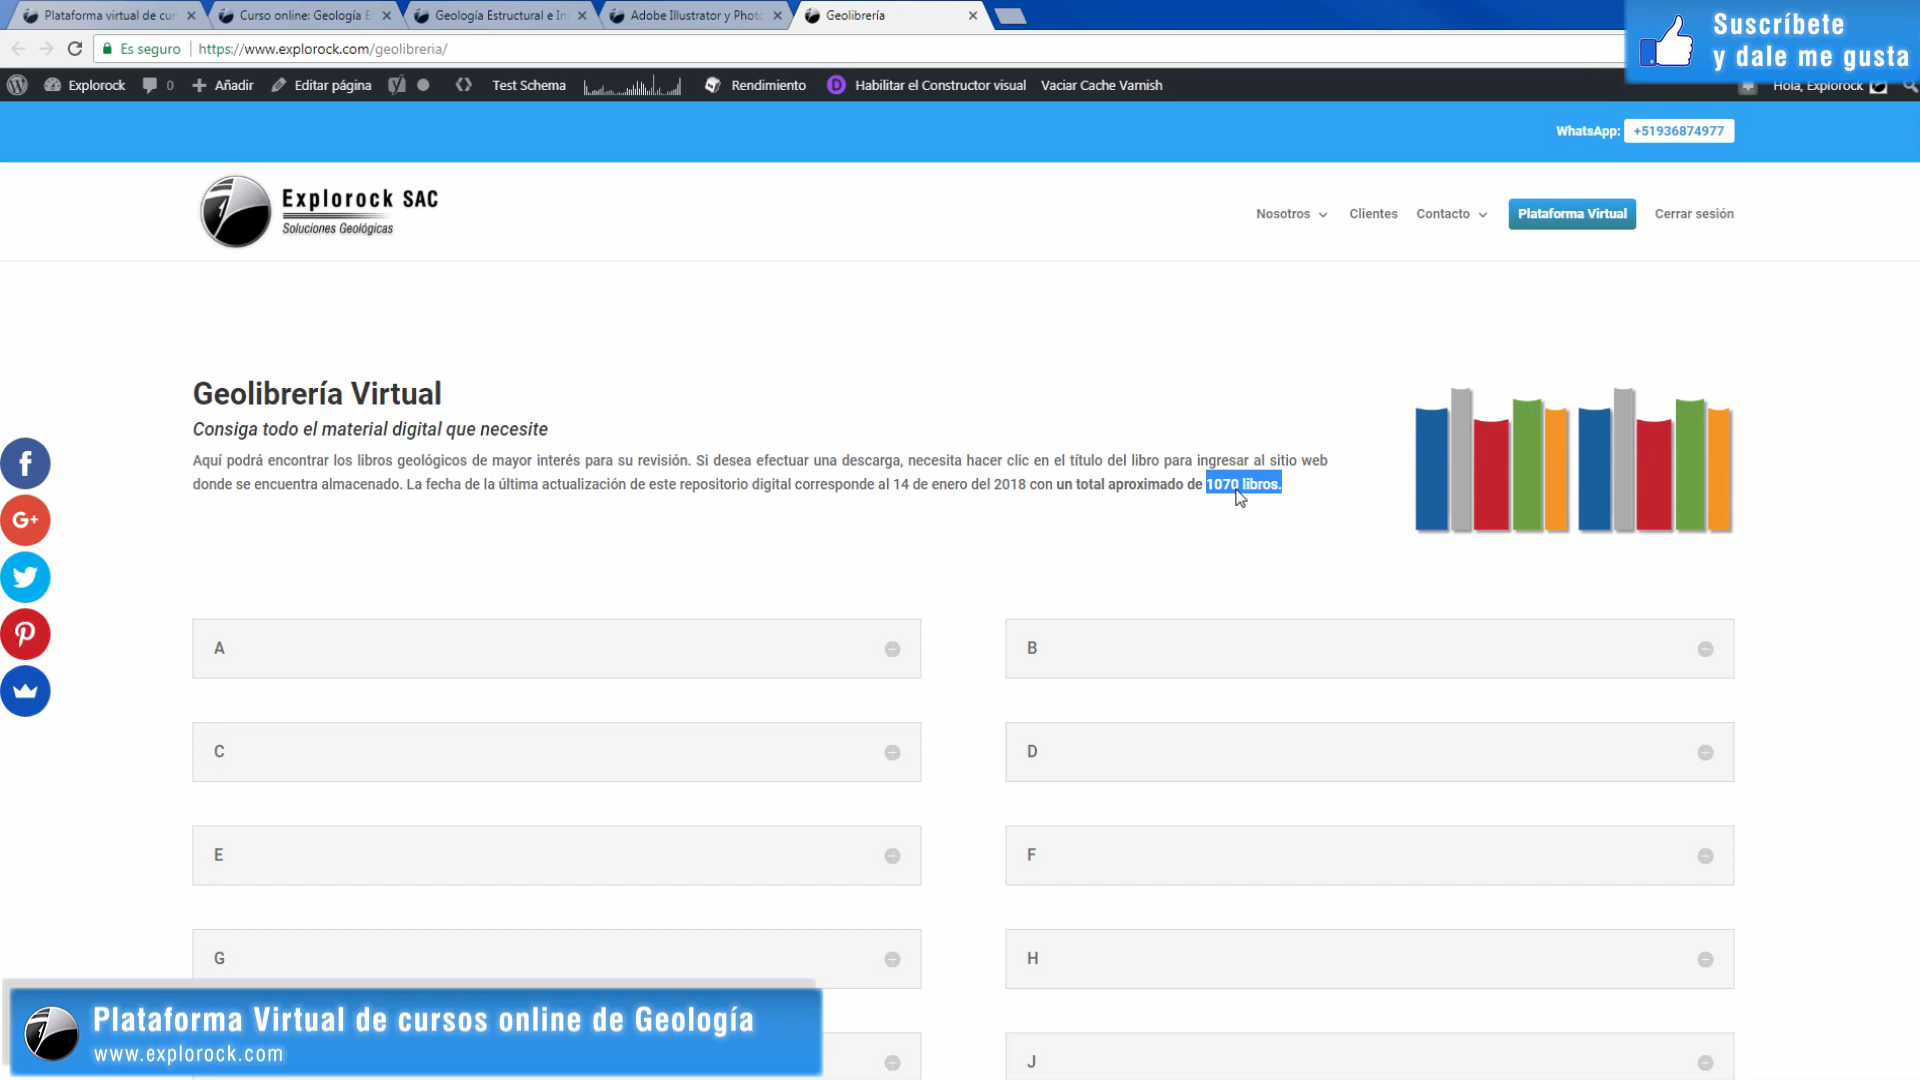 Plataforma virtual de cur
Curso online: Geología E
Geología Estructural e In
Adobe Illustrator y Photo
Geolibrería
Suscríbete
y dale me gusta
Es seguro
https://www.explorock.com/geolibreria/
Explorock
0
Añadir
Editar página
Test Schema
Rendimiento
Habilitar el Constructor visual
Vaciar Cache Varnish
Hola, Explorock
WhatsApp: +51936874977
Explorock SAC
Soluciones Geológicas
Nosotros
Clientes
Contacto
Plataforma Virtual
Cerrar sesión
Geolibrería Virtual
Consiga todo el material digital que necesite
Aquí podrá encontrar los libros geológicos de mayor interés para su revisión. Si desea efectuar una descarga, necesita hacer clic en el título del libro para ingresar al sitio web
donde se encuentra almacenado. La fecha de la última actualización de este repositorio digital corresponde al 14 de enero del 2018 con un total aproximado de 1070 libros.
A
B
C
D
E
F
G
H
J
Plataforma Virtual de cursos online de Geología
www.explorock.com